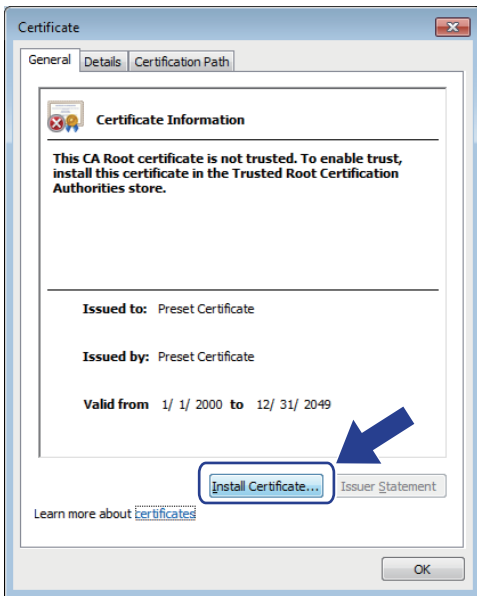 Certificate
General Details Certification Path
Certificate Information
This CA Root certificate is not trusted. To enable trust,
install this certificate in the Trusted Root Certification
Authorities store.
Issued to: Preset Certificate
Issued by: Preset Certificate
Valid from 1/ 1/ 2000 to 12/ 31/ 2049
Install Certificate... Issuer Statement
Learn more about certificates
OK